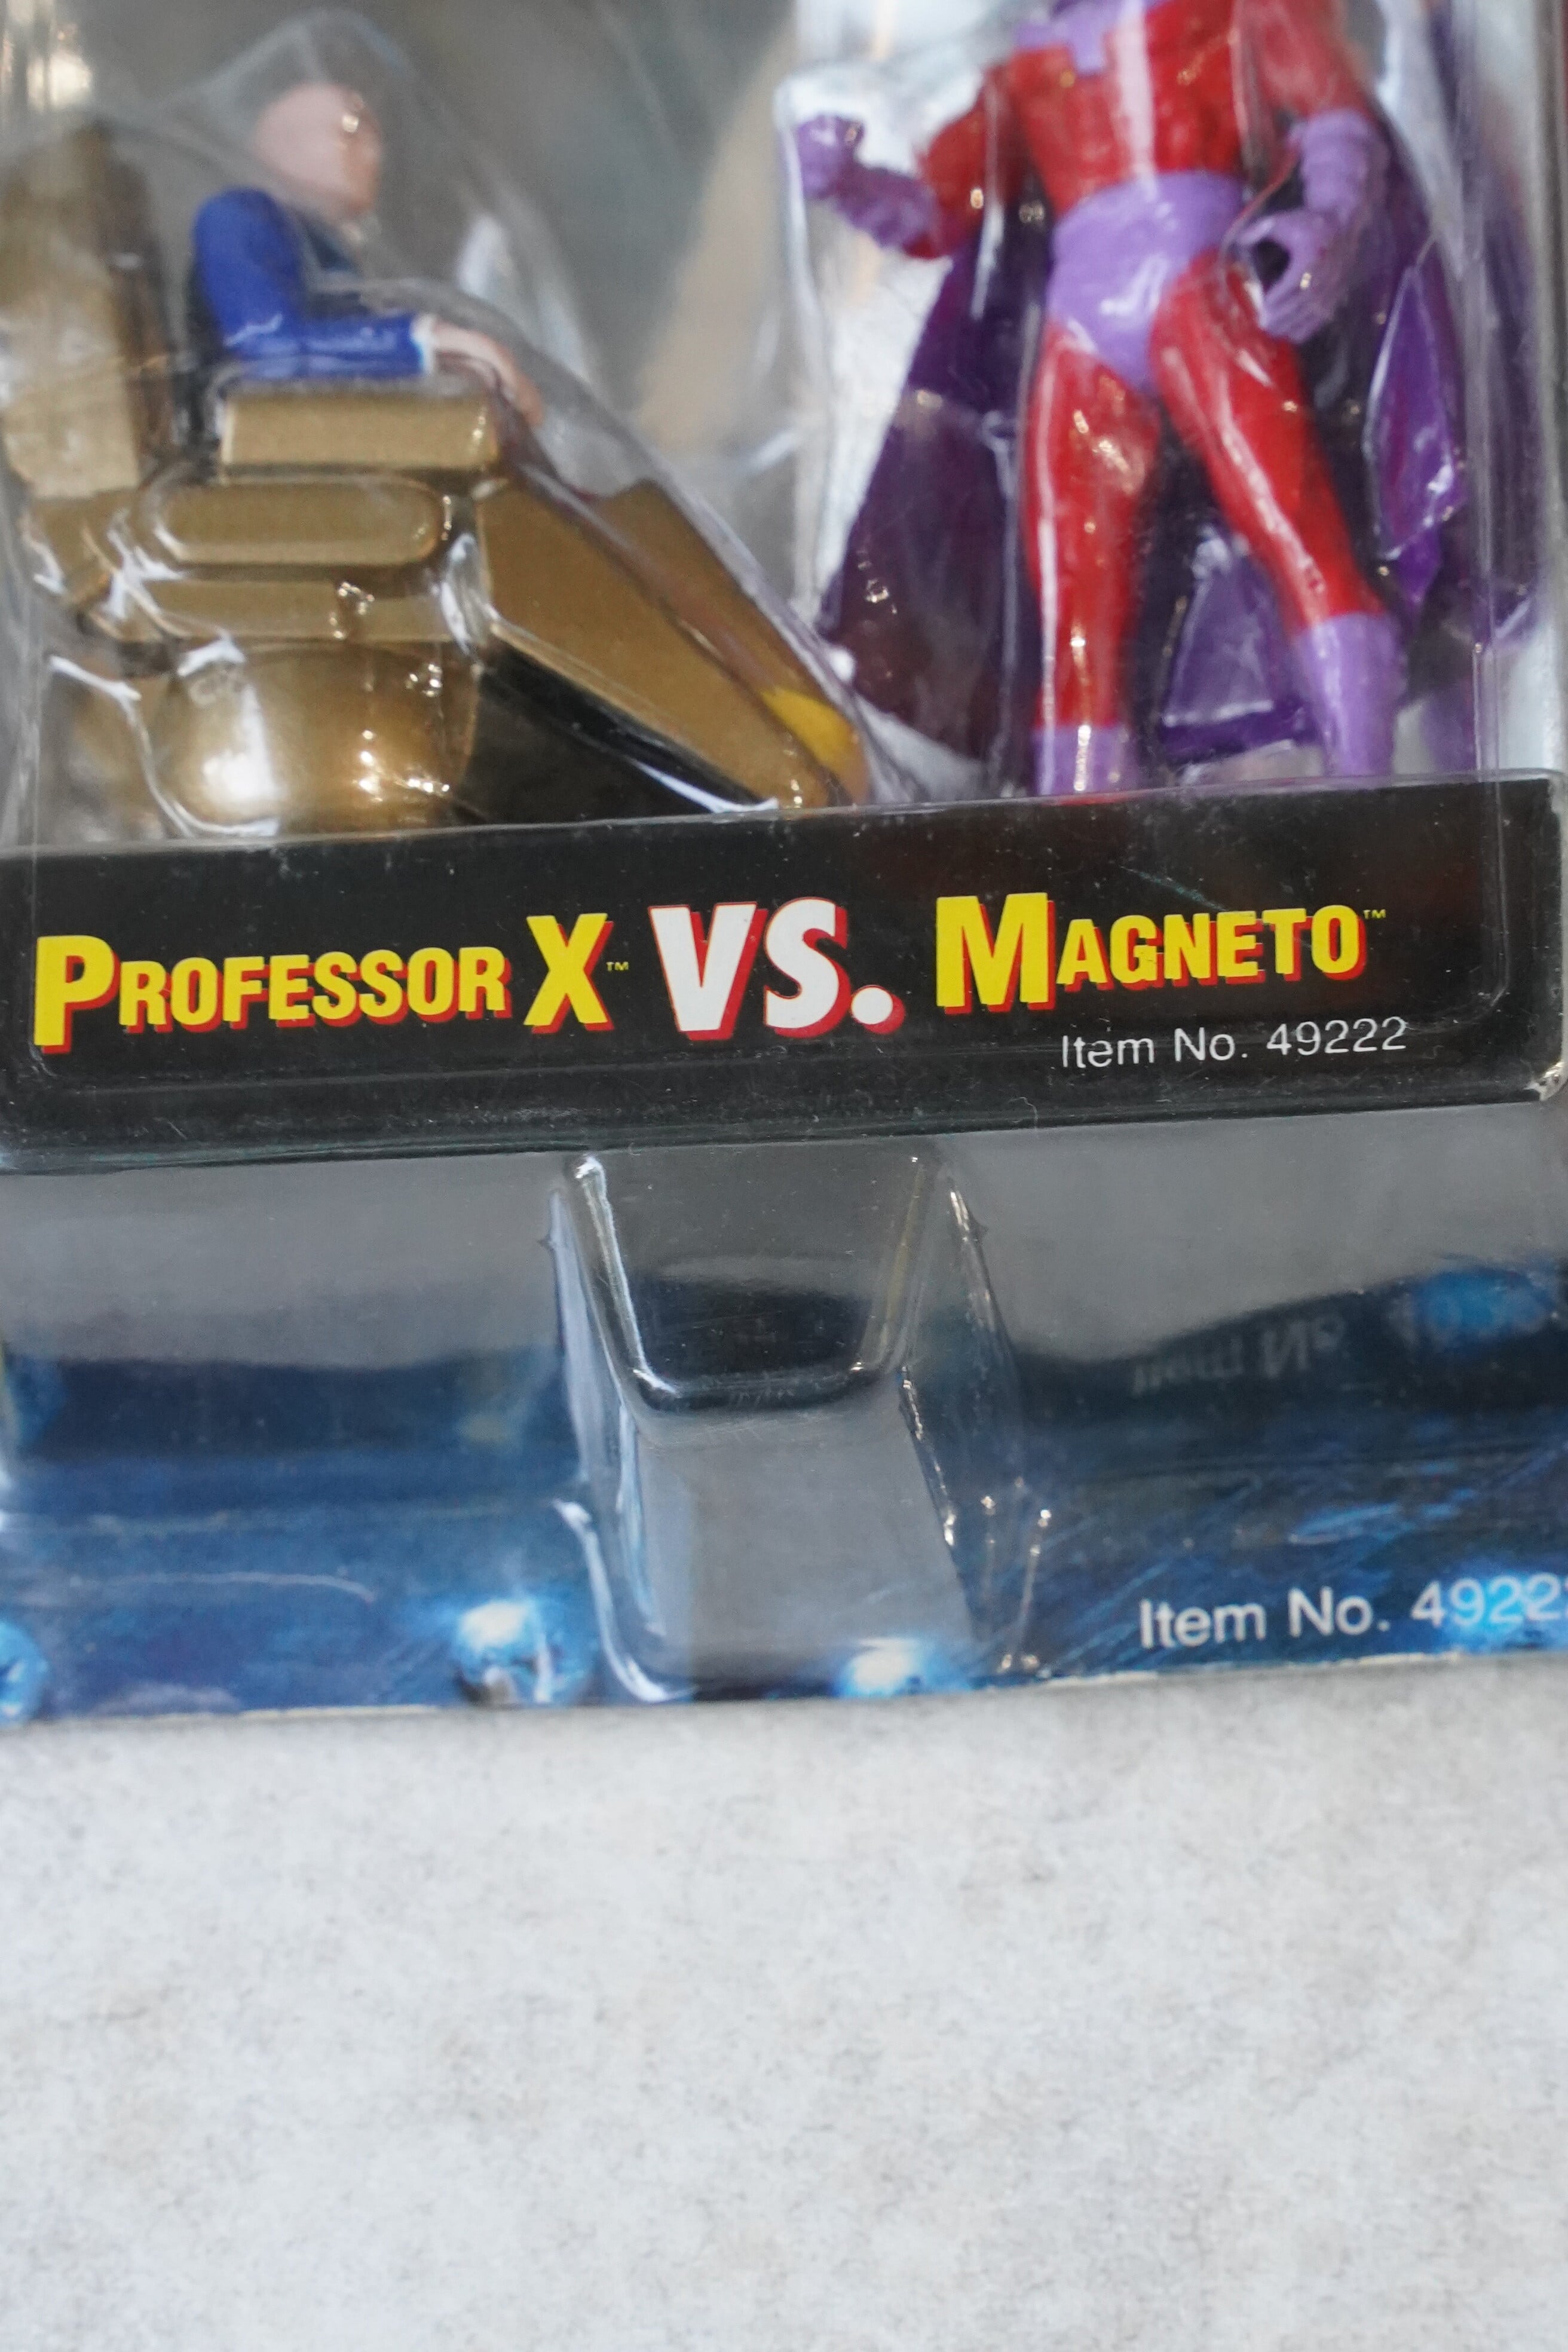 PROFESSOR X™ VS. MAGNETO™
Item No. 49222
Item No. 4922